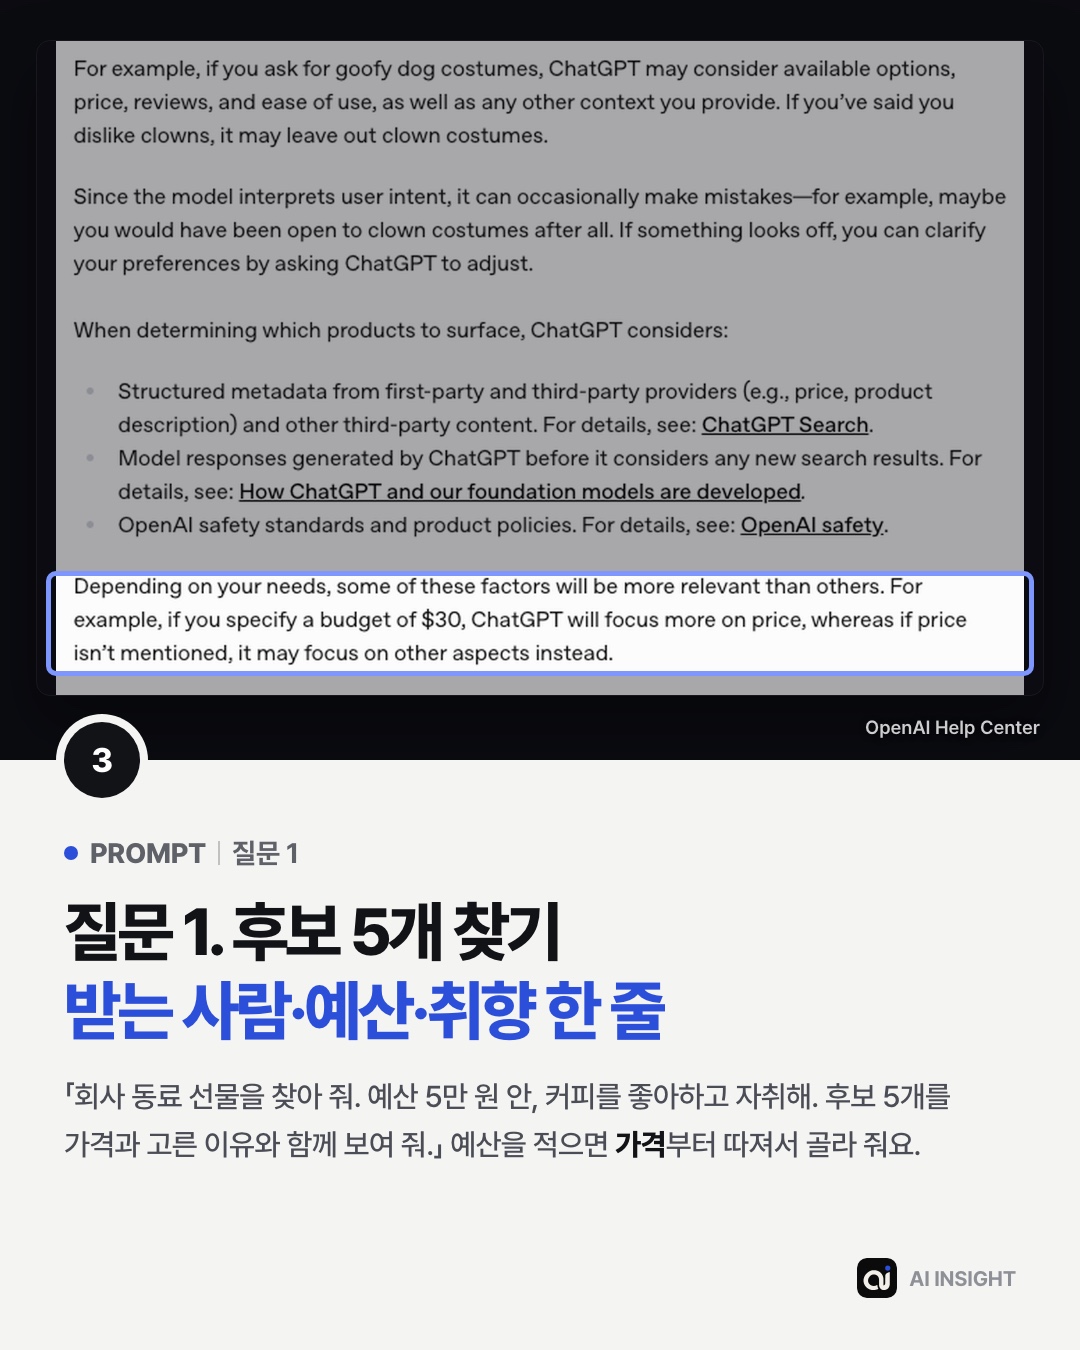 For example, if you ask for goofy dog costumes, ChatGPT may consider available options,
price, reviews, and ease of use, as well as any other context you provide. If you’ve said you
dislike clowns, it may leave out clown costumes.
Since the model interprets user intent, it can occasionally make mistakes—for example, maybe
you would have been open to clown costumes after all. If something looks off, you can clarify
your preferences by asking ChatGPT to adjust.
When determining which products to surface, ChatGPT considers:
• Structured metadata from first-party and third-party providers (e.g., price, product
description) and other third-party content. For details, see: ChatGPT Search.
• Model responses generated by ChatGPT before it considers any new search results. For
details, see: How ChatGPT and our foundation models are developed.
• OpenAI safety standards and product policies. For details, see: OpenAI safety.
Depending on your needs, some of these factors will be more relevant than others. For
example, if you specify a budget of $30, ChatGPT will focus more on price, whereas if price
isn’t mentioned, it may focus on other aspects instead.
OpenAI Help Center
3
PROMPT | 질문 1
질문 1. 후보 5개 찾기
받는 사람·예산·취향 한 줄
「회사 동료 선물을 찾아 줘. 예산 5만 원 안, 커피를 좋아하고 자취해. 후보 5개를
가격과 고른 이유와 함께 보여 줘.」 예산을 적으면 가격부터 따져서 골라 줘요.
ai AI INSIGHT